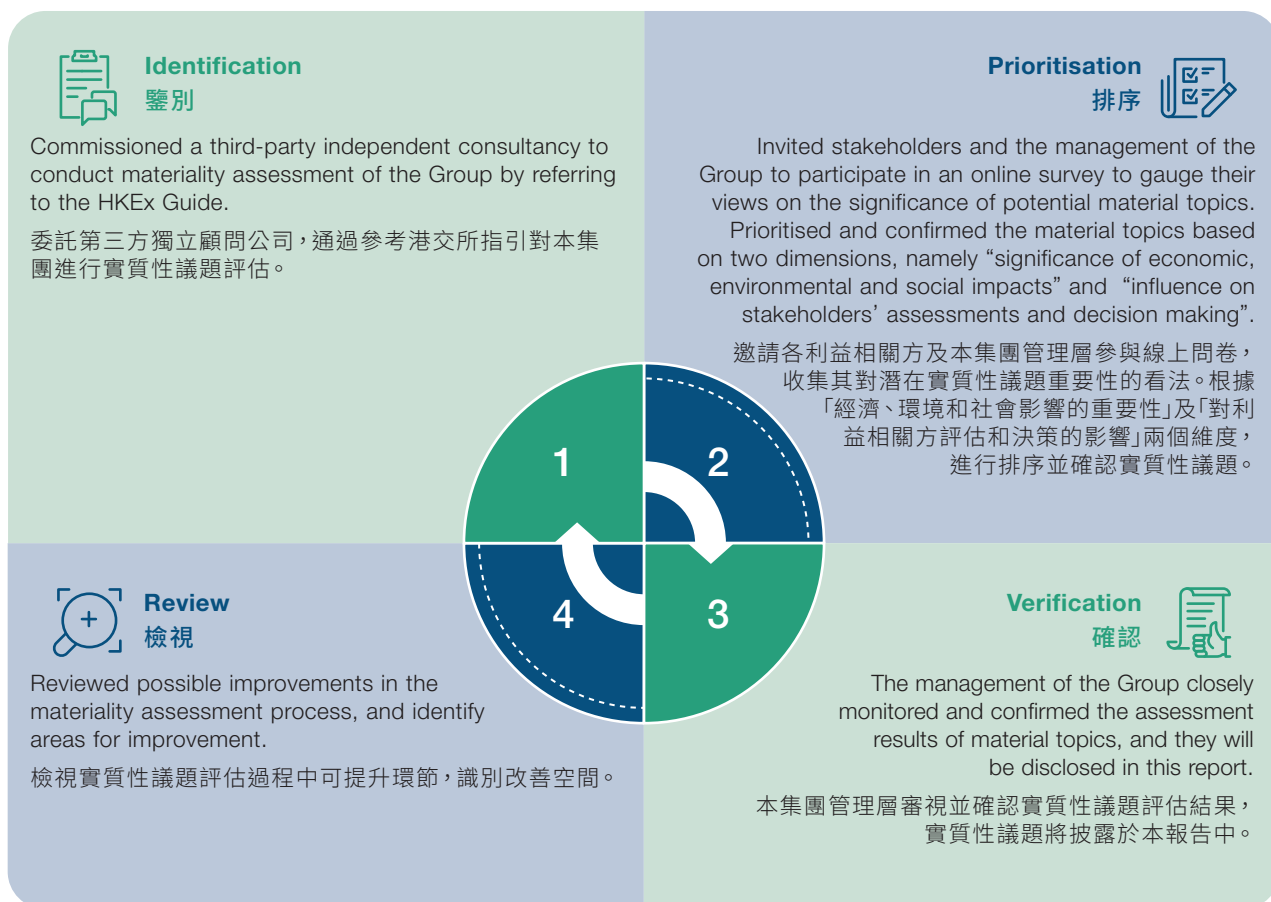 Identification
鑒別
Commissioned a third-party independent consultancy to
conduct materiality assessment of the Group by referring
to the HKEx Guide.
委託第三方獨立顧問公司，通過參考港交所指引對本集
團進行實質性議題評估。
Prioritisation
排序
Invited stakeholders and the management of the
Group to participate in an online survey to gauge their
views on the significance of potential material topics.
Prioritised and confirmed the material topics based
on two dimensions, namely “significance of economic,
environmental and social impacts” and “influence on
stakeholders’ assessments and decision making”.
邀請各利益相關方及本集團管理層參與線上問卷，
收集其對潛在實質性議題重要性的看法。根據
「經濟、環境和社會影響的重要性」及「對利
益相關方評估和決策的影響」兩個維度，
進行排序並確認實質性議題。
1
2
4
3
Review
檢視
Reviewed possible improvements in the
materiality assessment process, and identify
areas for improvement.
檢視實質性議題評估過程中可提升環節，識別改善空間。
Verification
確認
The management of the Group closely
monitored and confirmed the assessment
results of material topics, and they will
be disclosed in this report.
本集團管理層審視並確認實質性議題評估結果，
實質性議題將披露於本報告中。